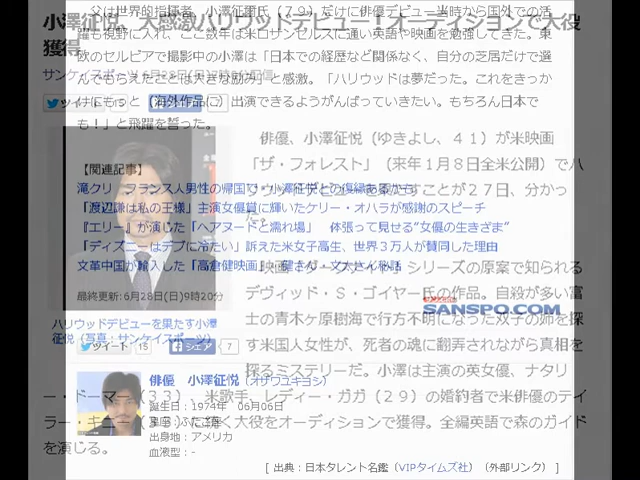 小澤征悦、大感激ハリウッドデビュー！オーディションで大役
獲得
父は世界的指揮者、小澤征爾氏（７９）だけに俳優デビュー当時から国外での活
躍も視野に入れ、ここ数年は米ロサンゼルスに通い英語や映画を勉強してきた。東
欧のセルビアで撮影中の小澤は「日本での経歴など関係なく、自分の芝居だけで選
んでもらえたことは大きな励み」と感激。「ハリウッドは夢だった。これをきっか
けにもっと（海外作品に）出演できるようがんばっていきたい。もちろん日本で
も！」と飛躍を誓った。
俳優、小澤征悦（ゆきよし、４１）が米映画
「ザ・フォレスト」（来年１月８日全米公開）でハ
ことが２７日、分かっ
【関連記事】
「渡辺謙は私の王様」主演女優賞に輝いたケリー・オハラが感謝のスピーチ
『エリー』が演じた「ヘアヌードと濡れ場」　体張って見せる“女優の生きざま”
「ディズニーはデブに冷たい」訴えた米女子高生、世界３万人が賛同した理由
文革中国が輸入した「高倉健映画」
シリーズの原案で知られる
最終更新:6月28日(日)9時20分
デヴィッド・Ｓ・ゴイヤー氏の作品。自殺が多い富
SANSPO.COM
士の青木ヶ原樹海で行方不明になった双子の姉を探
ハリウッドデビューを果たす小澤
征悦（写真：サンケイスポーツ）
す米国人女性が、死者の魂に翻弄されながら真相を
ツイート 15 シェア 7
探るミステリーだ。小澤は主演の英女優、ナタリ
俳優　小澤征悦（オザワユキヨシ）
ー・ドーマー（３３）、米歌手、レディー・ガガ（２９）の婚約者で米俳優のテイ
誕生日：1974年　06月06日
ラー・キニー（３３）に続く大役をオーディションで獲得。全編英語で森のガイド
出身地：アメリカ
を演じる。
血液型：-
[ 出典：日本タレント名鑑（VIPタイムズ社）（外部リンク） ]